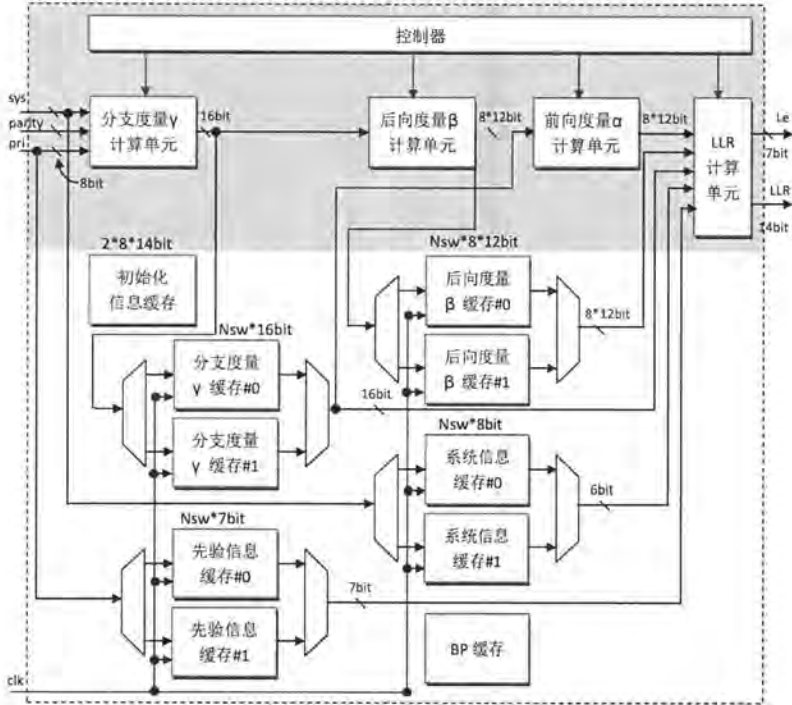 控制器
sys
parity
pri
8bit
分支度量γ
计算单元
16bit
后向度量β
计算单元
8*12bit
前向度量α
计算单元
8*12bit
LLR
计算
单元
Le
7bit
LLR
14bit
2*8*14bit
初始化
信息缓存
Nsw*8*12bit
后向度量
β 缓存#0
后向度量
β 缓存#1
8*12bit
Nsw*16bit
分支度量
γ 缓存#0
分支度量
γ 缓存#1
16bit
Nsw*8bit
系统信息
缓存#0
系统信息
缓存#1
6bit
Nsw*7bit
先验信息
缓存#0
先验信息
缓存#1
7bit
BP 缓存
clk